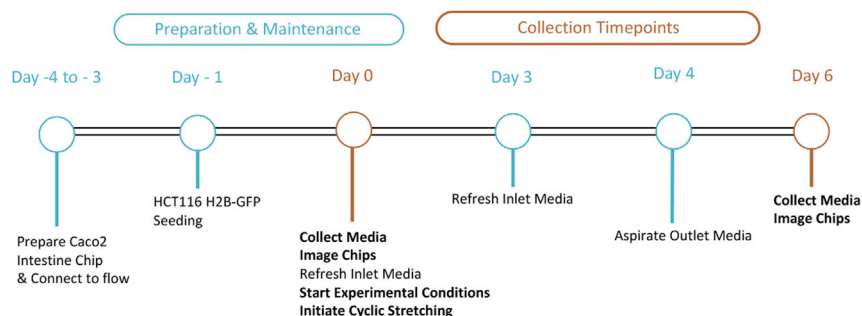 Preparation & Maintenance
Collection Timepoints
Day -4 to - 3
Day - 1
Day 0
Day 3
Day 4
Day 6
Prepare Caco2
Intestine Chip
& Connect to flow
HCT116 H2B-GFP
Seeding
Collect Media
Image Chips
Refresh Inlet Media
Start Experimental Conditions
Initiate Cyclic Stretching
Refresh Inlet Media
Aspirate Outlet Media
Collect Media
Image Chips